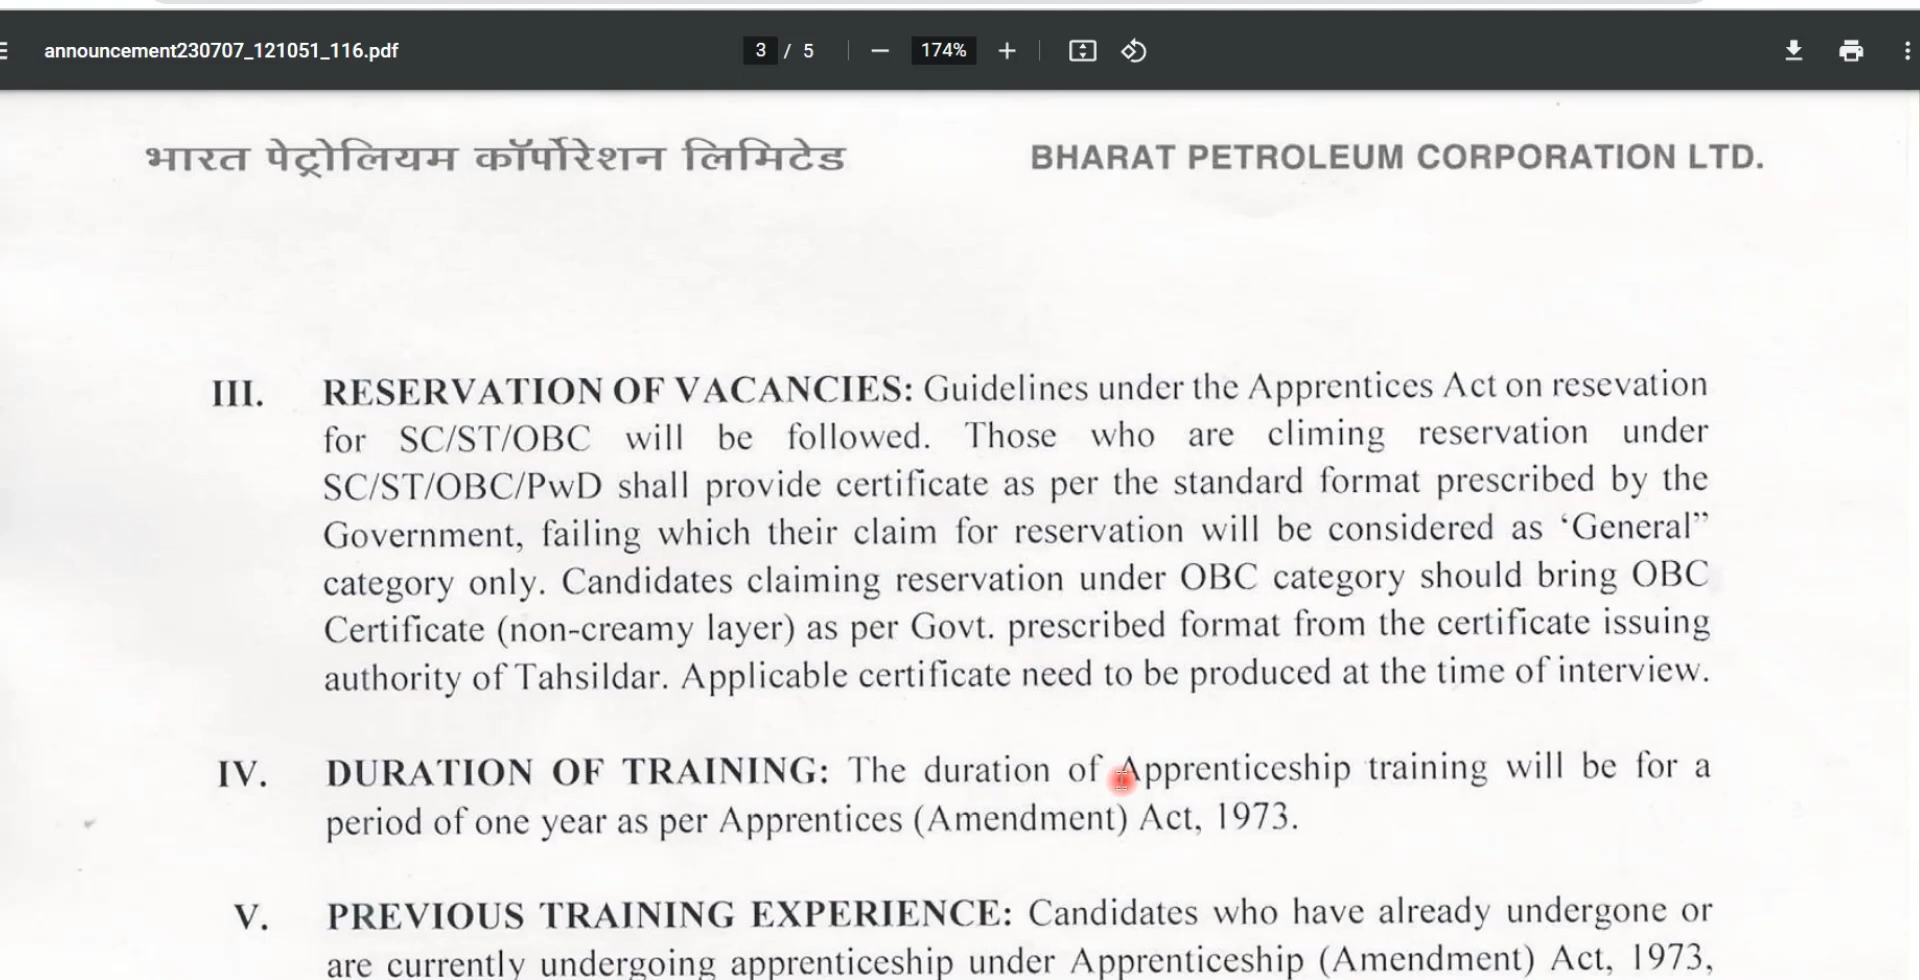 announcement230707_121051_116.pdf
3 / 5
174%
भारत पेट्रोलियम कॉर्पोरेशन लिमिटेड BHARAT PETROLEUM CORPORATION LTD.
III. RESERVATION OF VACANCIES: Guidelines under the Apprentices Act on resevation
for SC/ST/OBC will be followed. Those who are climing reservation under
SC/ST/OBC/PwD shall provide certificate as per the standard format prescribed by the
Government, failing which their claim for reservation will be considered as ‘General”
category only. Candidates claiming reservation under OBC category should bring OBC
Certificate (non-creamy layer) as per Govt. prescribed format from the certificate issuing
authority of Tahsildar. Applicable certificate need to be produced at the time of interview.
IV. DURATION OF TRAINING: The duration of Apprenticeship training will be for a
period of one year as per Apprentices (Amendment) Act, 1973.
V. PREVIOUS TRAINING EXPERIENCE: Candidates who have already undergone or
are currently undergoing apprenticeship under Apprenticeship (Amendment) Act, 1973,